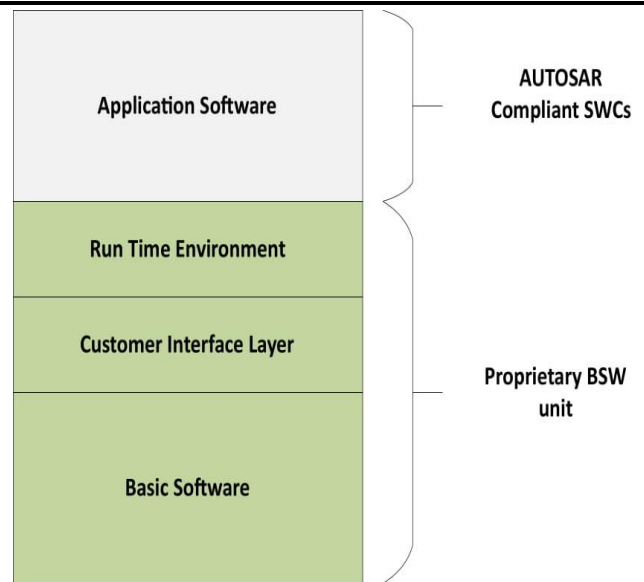 Application Software
AUTOSAR
Compliant SWCs
Run Time Environment
Customer Interface Layer
Proprietary BSW
unit
Basic Software